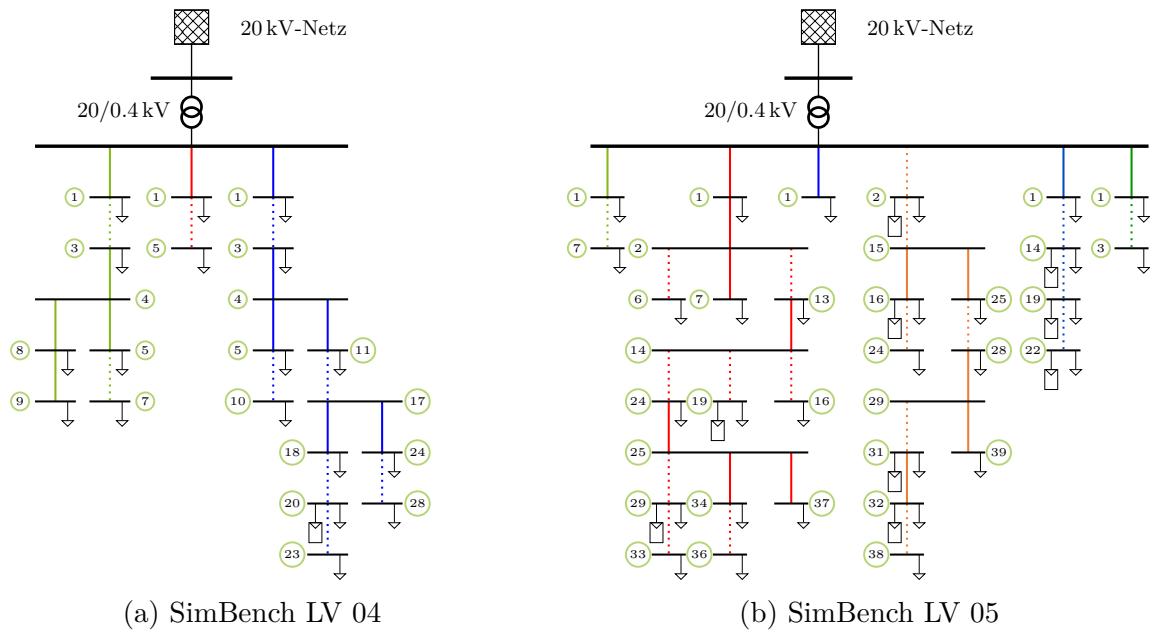 20 kV-Netz 20 kV-Netz
20/0.4 kV 20/0.4 kV
1 1 1 1 1 1 2 1 1
3 5 3 7 2 15 14 3
4 4 6 7 13 16 25 19
8 5 5 11 14 24 28 22
9 7 10 17 24 19 16 29
18 24 25 31 39
20 28 29 34 37 32
23 33 36 38
(a) SimBench LV 04 (b) SimBench LV 05